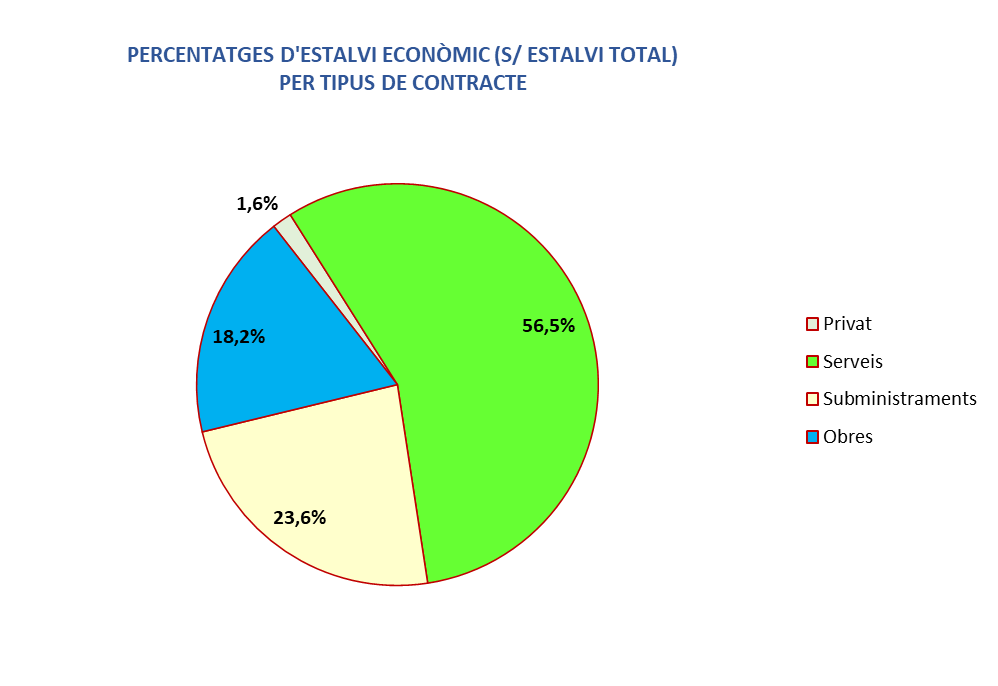 PERCENTATGES D'ESTALVI ECONÒMIC (S/ ESTALVI TOTAL)
PER TIPUS DE CONTRACTE
1,6%
56,5%
18,2%
23,6%
Privat
Serveis
Subministraments
Obres